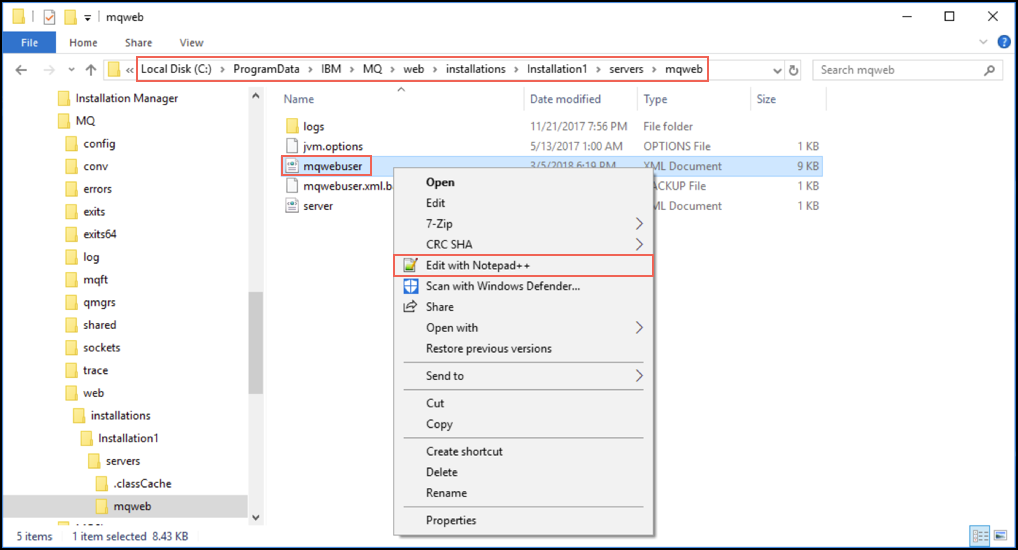 mqweb
File Home Share View
« Local Disk (C:) > ProgramData > IBM > MQ > web > installations > Installation1 > servers > mqweb
Search mqweb
Installation Manager
MQ
config
conv
errors
exits
exits64
log
mqft
qmgrs
shared
sockets
trace
web
installations
Installation1
servers
.classCache
mqweb
Name Date modified Type Size
logs 11/21/2017 7:56 PM File folder
jvm.options 5/13/2017 1:00 AM OPTIONS File 1 KB
mqwebuser 3/5/2018 6:19 PM XML Document 9 KB
mqwebuser.xml.b ACKUP File 1 KB
server ML Document 1 KB
Open
Edit
7-Zip
CRC SHA
Edit with Notepad++
Scan with Windows Defender...
Share
Open with
Restore previous versions
Send to
Cut
Copy
Create shortcut
Delete
Rename
Properties
5 items 1 item selected 8.43 KB